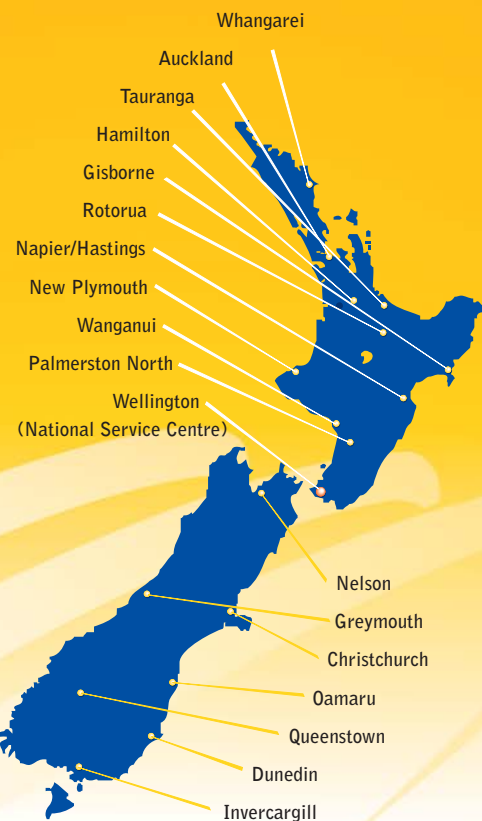 Whangarei
Auckland
Tauranga
Hamilton
Gisborne
Rotorua
Napier/Hastings
New Plymouth
Wanganui
Palmerston North
Wellington
(National Service Centre)
Nelson
Greymouth
Christchurch
Oamaru
Queenstown
Dunedin
Invercargill